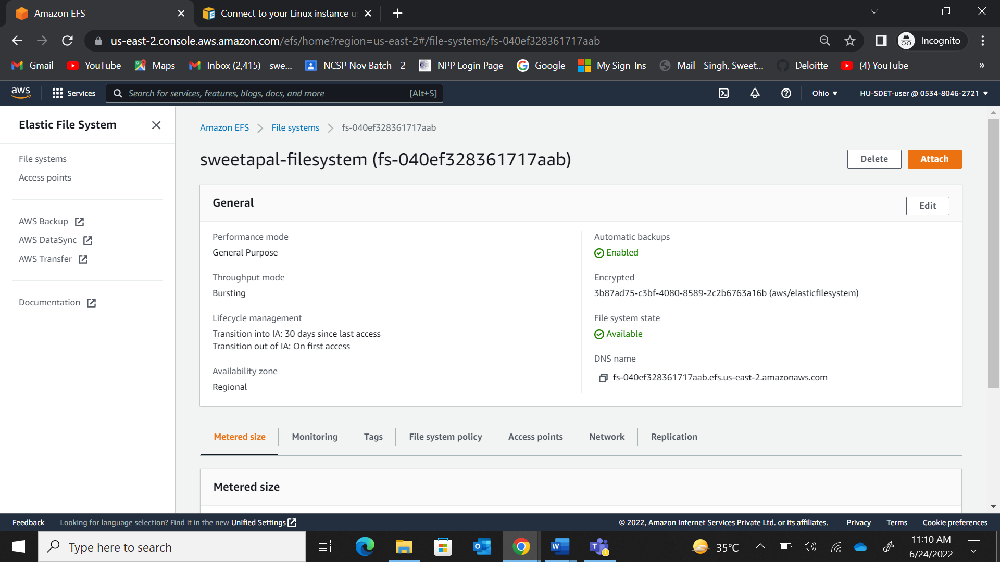 Amazon EFS
Connect to your Linux instance u
us-east-2.console.aws.amazon.com/efs/home?region=us-east-2#/file-systems/fs-040ef328361717aab
Incognito
Gmail
YouTube
Maps
Inbox (2,415) - swe...
NCSP Nov Batch - 2
NPP Login Page
Google
My Sign-Ins
Mail - Singh, Sweet...
Deloitte
(4) YouTube
»
aws
Services
Search for services, features, blogs, docs, and more
[Alt+S]
Ohio
HU-SDET-user @ 0534-8046-2721
Elastic File System
File systems
Access points
AWS Backup
AWS DataSync
AWS Transfer
Documentation
Amazon EFS
File systems
fs-040ef328361717aab
sweetapal-filesystem (fs-040ef328361717aab)
Delete
Attach
General
Edit
Performance mode
General Purpose
Throughput mode
Bursting
Lifecycle management
Transition into IA: 30 days since last access
Transition out of IA: On first access
Availability zone
Regional
Automatic backups
Enabled
Encrypted
3b87ad75-c3bf-4080-8589-2c2b6763a16b (aws/elasticfilesystem)
File system state
Available
DNS name
fs-040ef328361717aab.efs.us-east-2.amazonaws.com
Metered size
Monitoring
Tags
File system policy
Access points
Network
Replication
Metered size
Feedback
Looking for language selection? Find it in the new Unified Settings
© 2022, Amazon Internet Services Private Ltd. or its affiliates.
Privacy
Terms
Cookie preferences
Type here to search
35°C
11:10 AM
6/24/2022